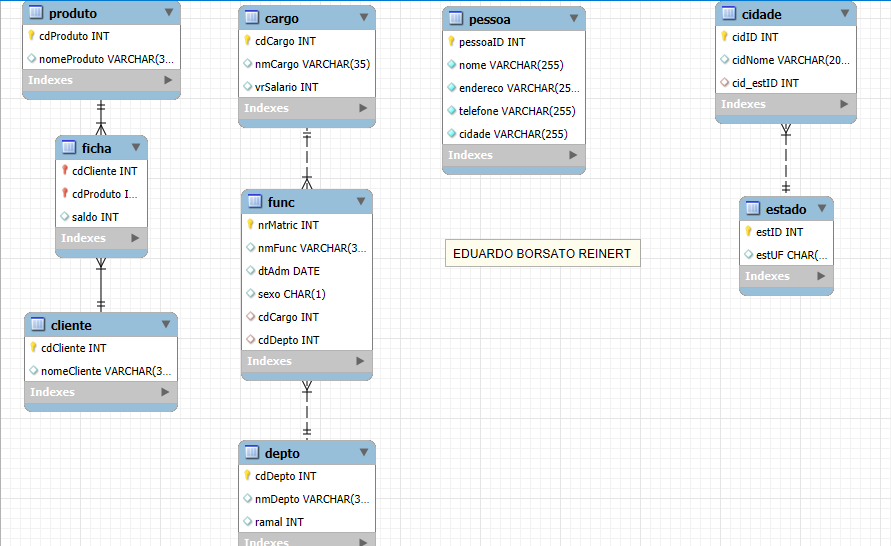 produto
cdProduto INT
nomeProduto VARCHAR(3...
Indexes
ficha
cdCliente INT
cdProduto I...
saldo INT
Indexes
cliente
cdCliente INT
nomeCliente VARCHAR(3...
Indexes
cargo
cdCargo INT
nmCargo VARCHAR(35)
vrSalario INT
Indexes
func
nrMatric INT
nmFunc VARCHAR(3...
dtAdm DATE
sexo CHAR(1)
cdCargo INT
cdDepto INT
Indexes
depto
cdDepto INT
nmDepto VARCHAR(3...
ramal INT
Indexes
pessoa
pessoaID INT
nome VARCHAR(255)
endereco VARCHAR(25...
telefone VARCHAR(255)
cidade VARCHAR(255)
Indexes
EDUARDO BORSATO REINERT
cidade
cidID INT
cidNome VARCHAR(20...
cid_estID INT
Indexes
estado
estID INT
estUF CHAR(...
Indexes